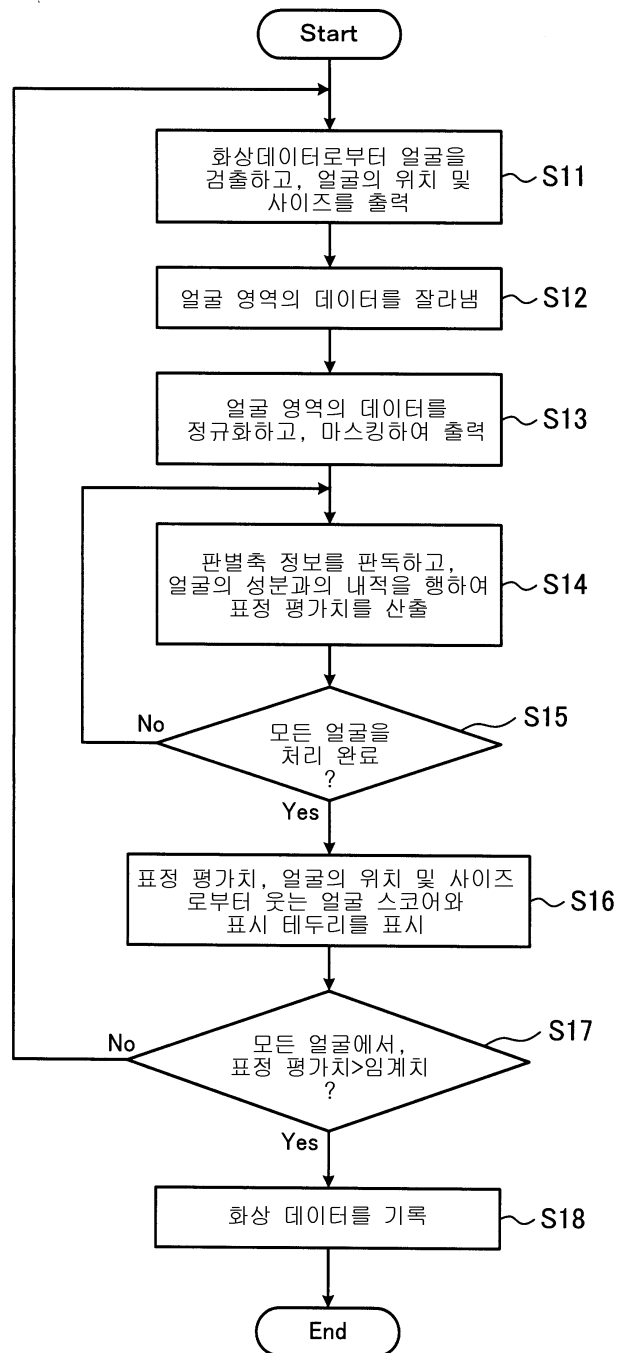 Start
화상데이터로부터 얼굴을
검출하고, 얼굴의 위치 및
사이즈를 출력
S11
얼굴 영역의 데이터를 잘라냄
S12
얼굴 영역의 데이터를
정규화하고, 마스킹하여 출력
S13
판별축 정보를 판독하고,
얼굴의 성분과의 내적을 행하여
표정 평가치를 산출
S14
No
모든 얼굴을
처리 완료
?
S15
Yes
표정 평가치, 얼굴의 위치 및 사이즈
로부터 웃는 얼굴 스코어와
표시 테두리를 표시
S16
No
모든 얼굴에서,
표정 평가치>임계치
?
S17
Yes
화상 데이터를 기록
S18
End